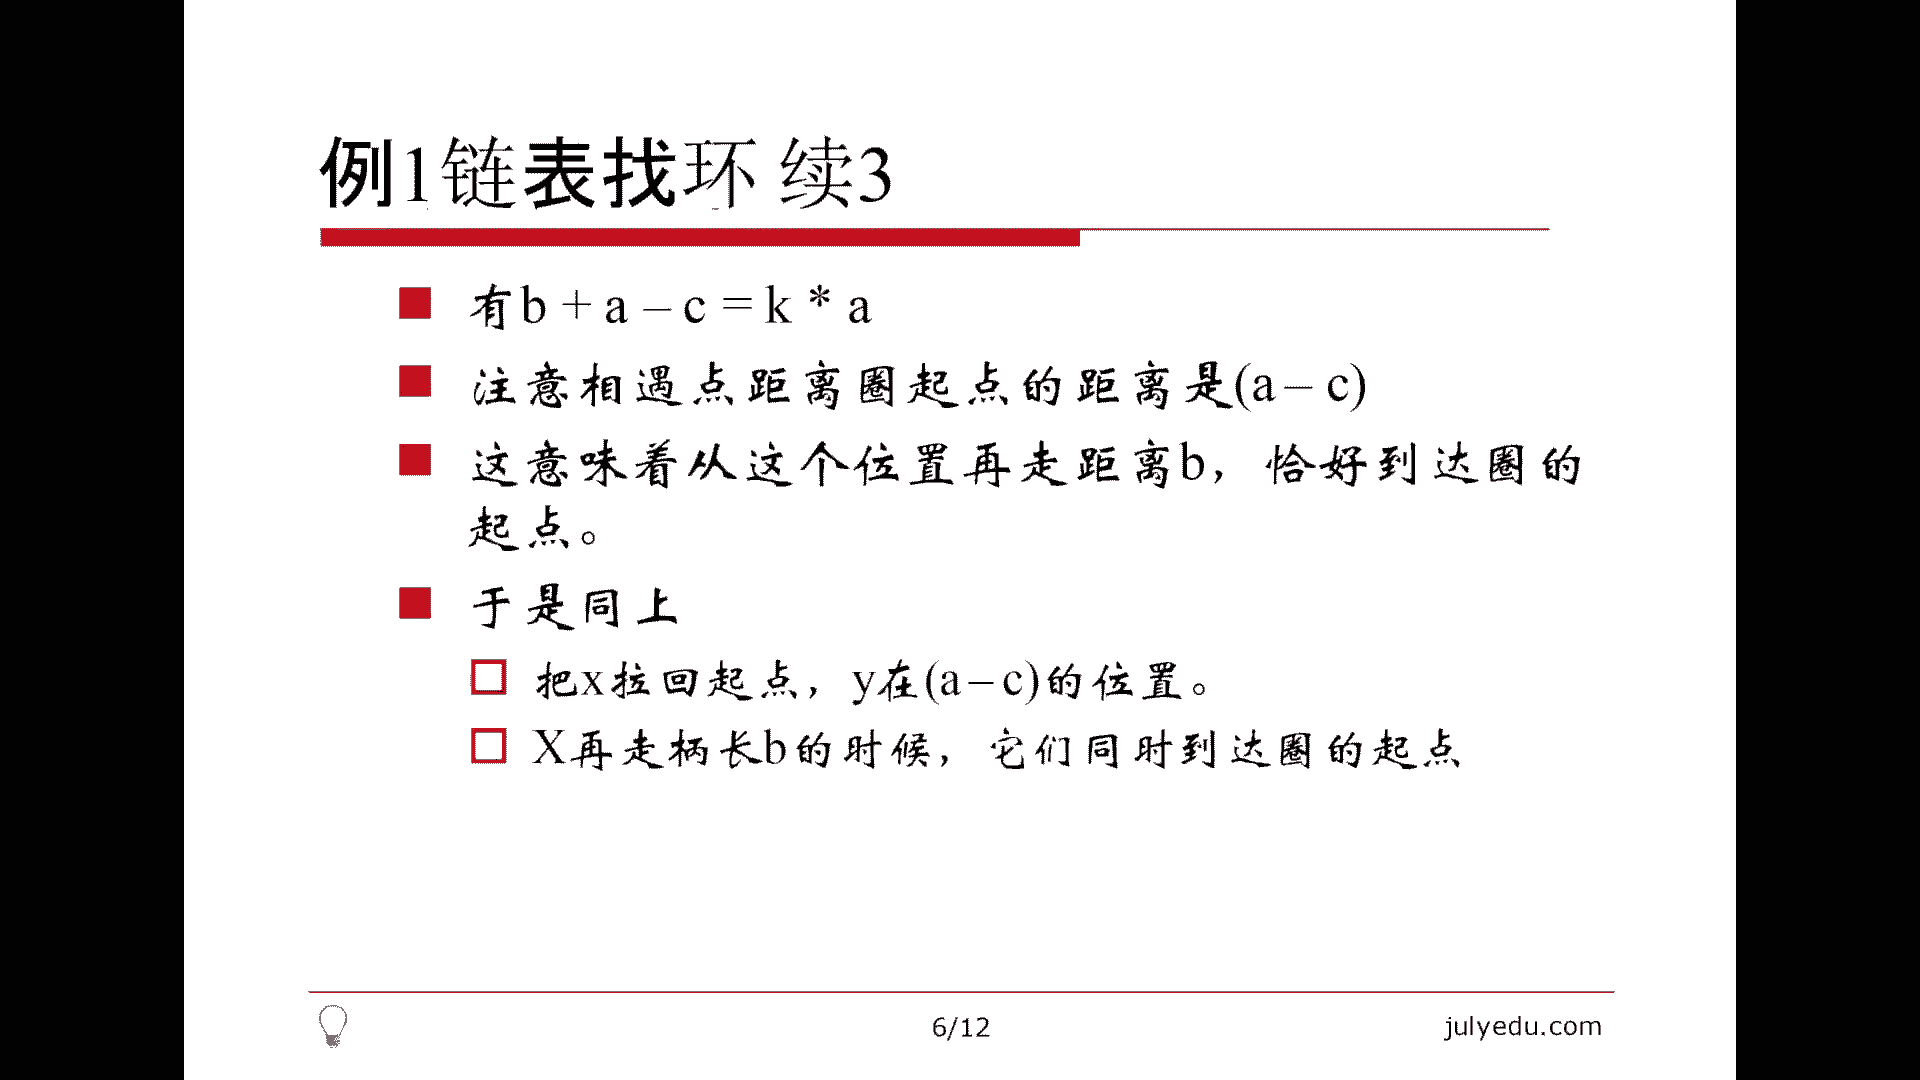 例1链表找环 续3
有b + a – c = k * a
注意相遇点距离圈起点的距离是(a – c)
这意味着从这个位置再走距离b，恰好到达圈的
起点。
于是同上
把x拉回起点，y在(a – c)的位置。
X再走柄长b的时候，它们同时到达圈的起点
6/12
julyedu.com